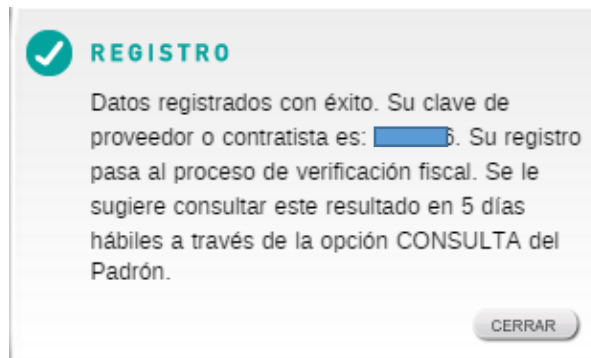 REGISTRO
Datos registrados con éxito. Su clave de
proveedor o contratista es: 6. Su registro
pasa al proceso de verificación fiscal. Se le
sugiere consultar este resultado en 5 días
hábiles a través de la opción CONSULTA del
Padrón.
CERRAR